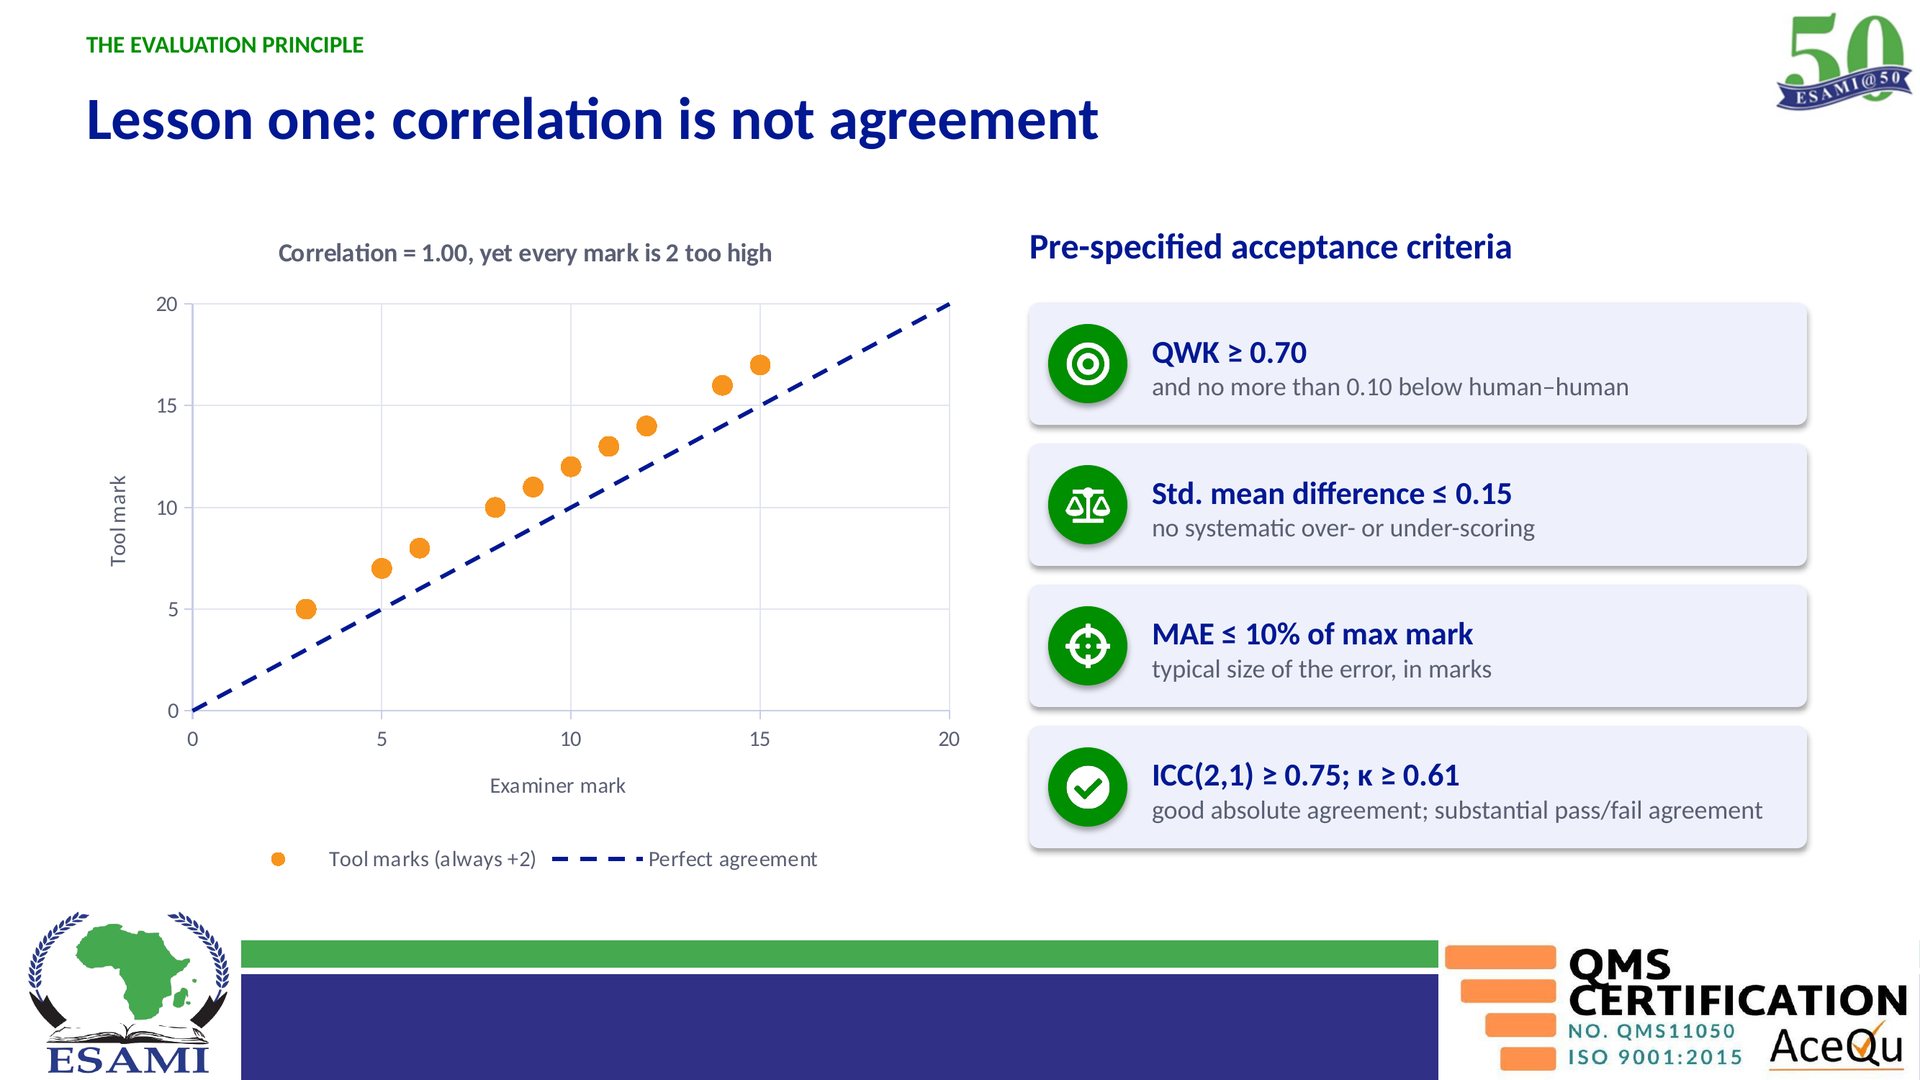 THE EVALUATION PRINCIPLE
50
ESAMI@50
Lesson one: correlation is not agreement
Correlation = 1.00, yet every mark is 2 too high
20
15
10
5
0
Tool mark
0 5 10 15 20
Examiner mark
Tool marks (always +2) Perfect agreement
Pre-specified acceptance criteria
QWK ≥ 0.70
and no more than 0.10 below human–human
Std. mean difference ≤ 0.15
no systematic over- or under-scoring
MAE ≤ 10% of max mark
typical size of the error, in marks
ICC(2,1) ≥ 0.75; κ ≥ 0.61
good absolute agreement; substantial pass/fail agreement
ESAMI
QMS
CERTIFICATION
NO. QMS11050
ISO 9001:2015
AceQu